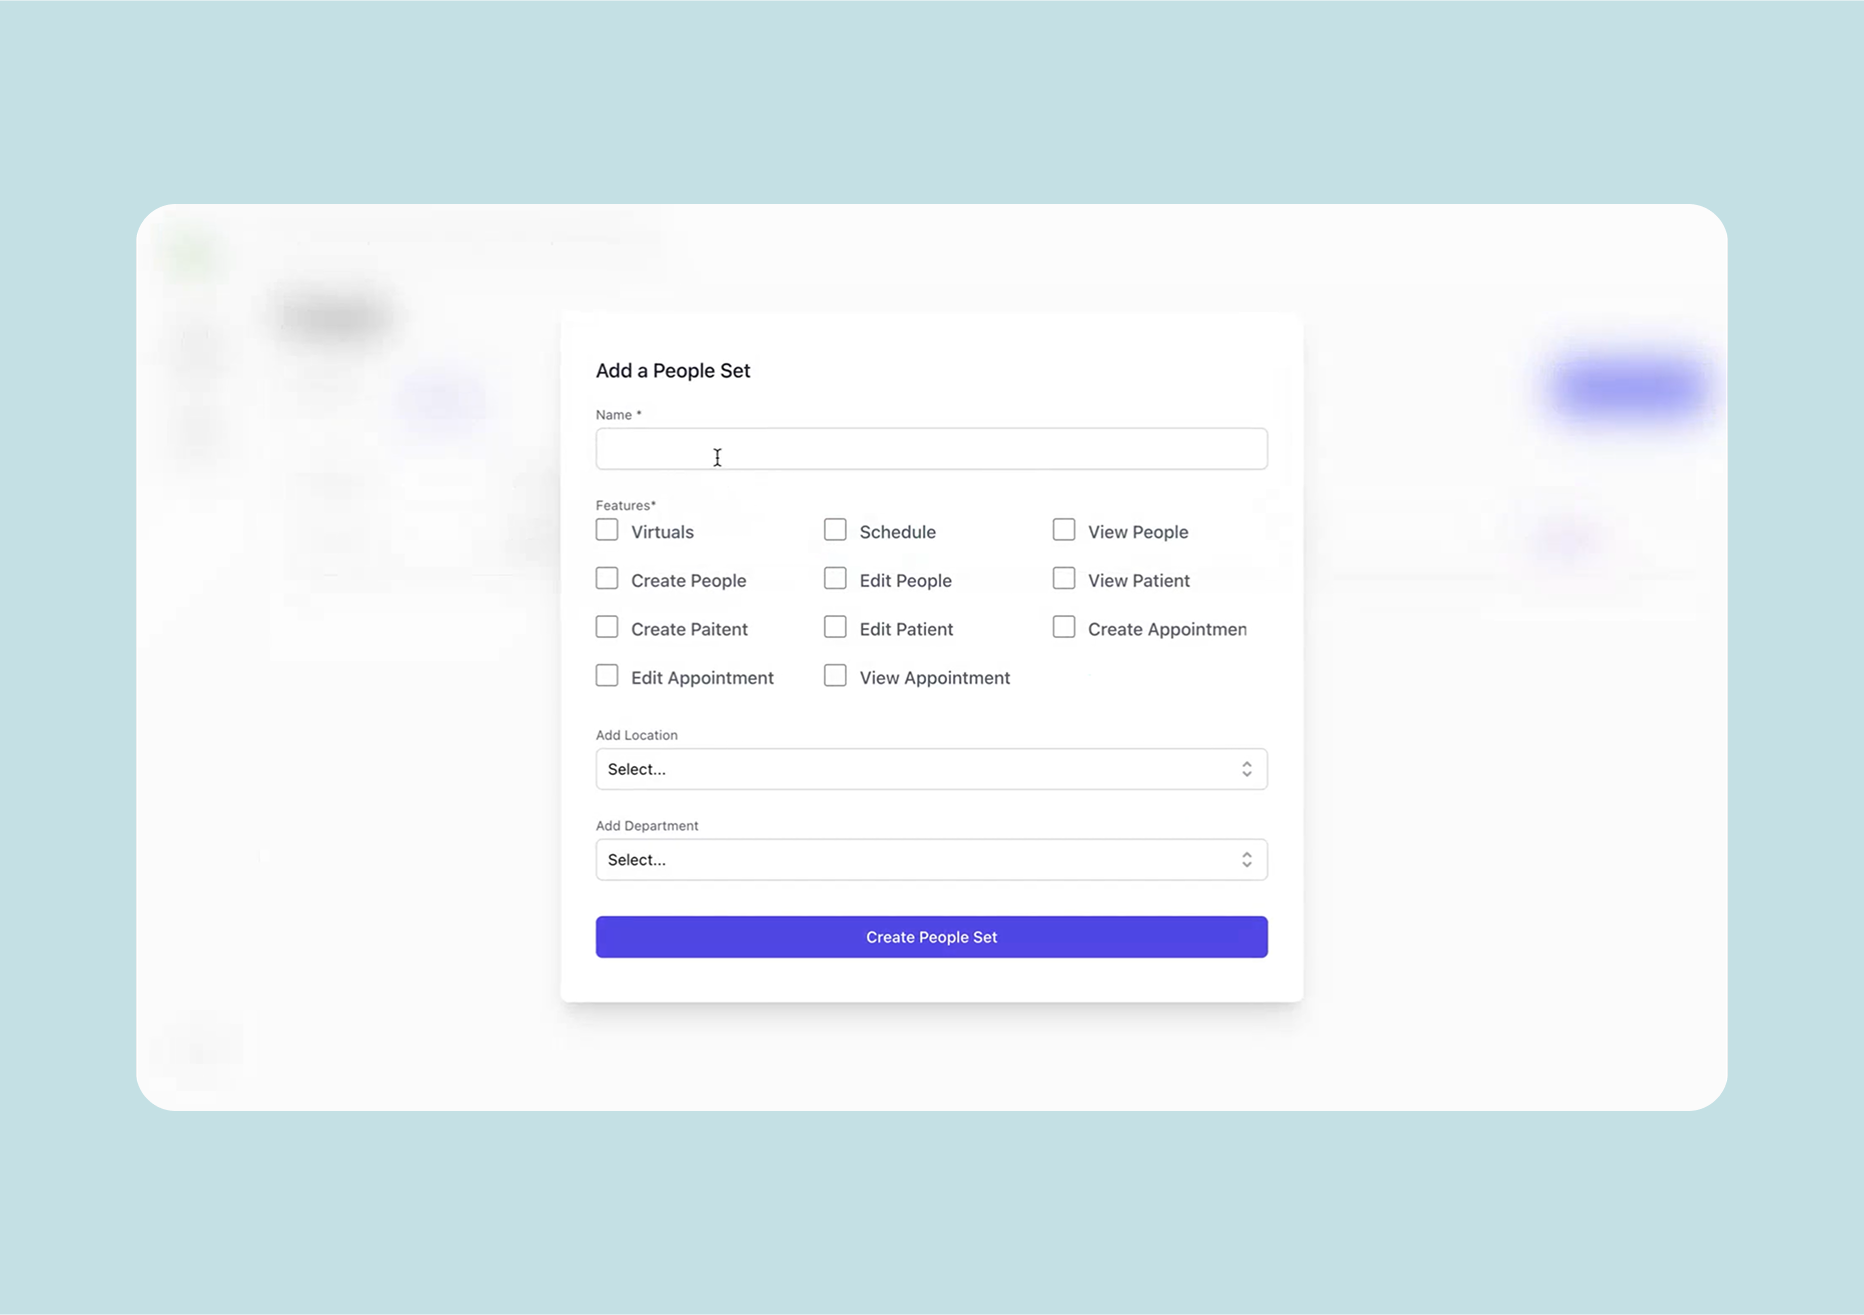 Add a People Set
Name *
Features*
Virtuals
Schedule
View People
Create People
Edit People
View Patient
Create Paitent
Edit Patient
Create Appointmen
Edit Appointment
View Appointment
Add Location
Select...
Add Department
Select...
Create People Set